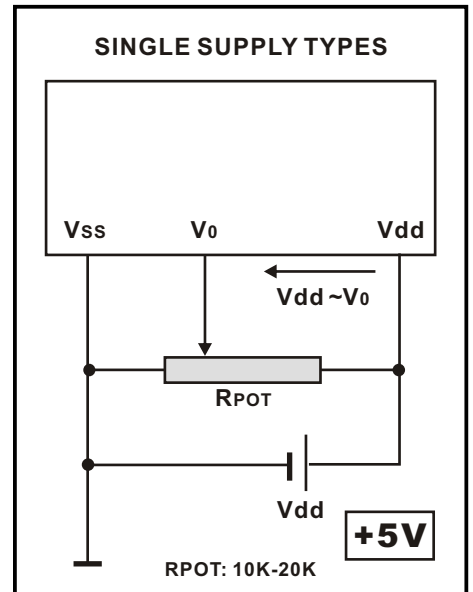 SINGLE SUPPLY TYPES
Vss V0 Vdd
Vdd ~V0
RPOT
Vdd
+5V
RPOT: 10K-20K